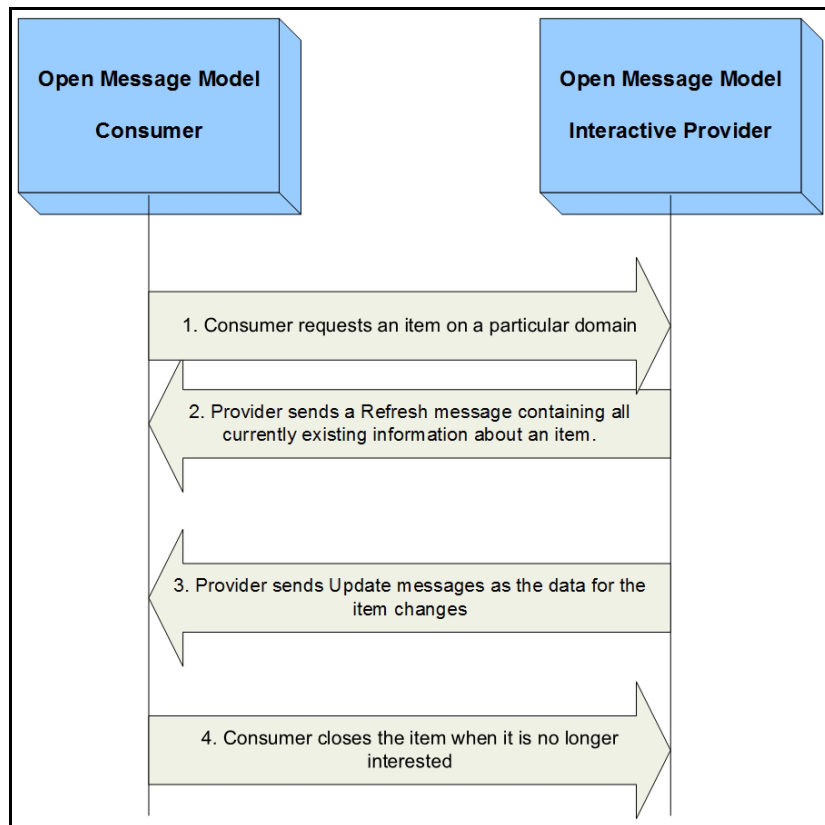 Open Message Model
Consumer
Open Message Model
Interactive Provider
1. Consumer requests an item on a particular domain
2. Provider sends a Refresh message containing all
currently existing information about an item.
3. Provider sends Update messages as the data for the
item changes
4. Consumer closes the item when it is no longer
interested